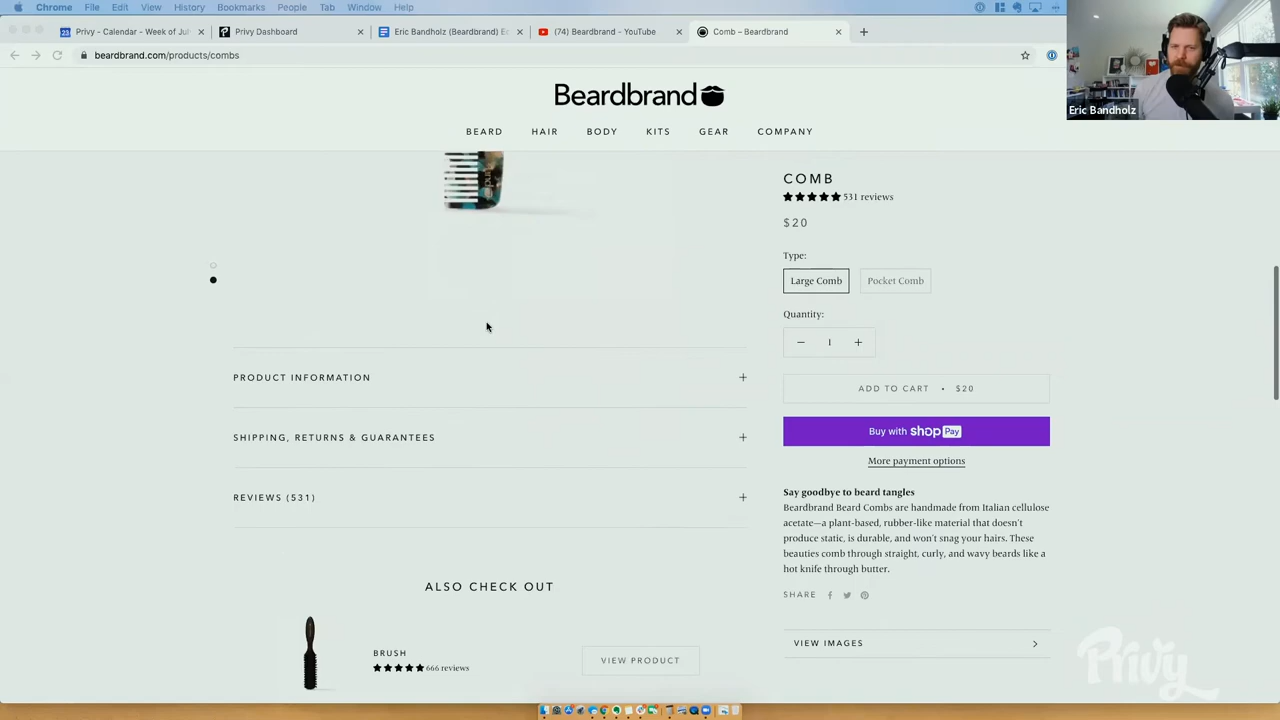 Chrome File Edit View History Bookmarks People Tab Window Help
Privy - Calendar - Week of Jul
Privy Dashboard
Eric Bandholz (Beardbrand) E
(74) Beardbrand - YouTube
Comb – Beardbrand
beardbrand.com/products/combs
Eric Bandholz
Beardbrand
BEARD HAIR BODY KITS GEAR COMPANY
COMB
531 reviews
$20
Type:
Large Comb Pocket Comb
Quantity:
− 1 +
ADD TO CART • $20
Buy with shop Pay
More payment options
Say goodbye to beard tangles
Beardbrand Beard Combs are handmade from Italian cellulose
acetate—a plant-based, rubber-like material that doesn't
produce static, is durable, and won't snag your hairs. These
beauties comb through straight, curly, and wavy beards like a
hot knife through butter.
SHARE
VIEW IMAGES
PRODUCT INFORMATION +
SHIPPING, RETURNS & GUARANTEES +
REVIEWS (531) +
ALSO CHECK OUT
BRUSH
666 reviews
VIEW PRODUCT
Privy